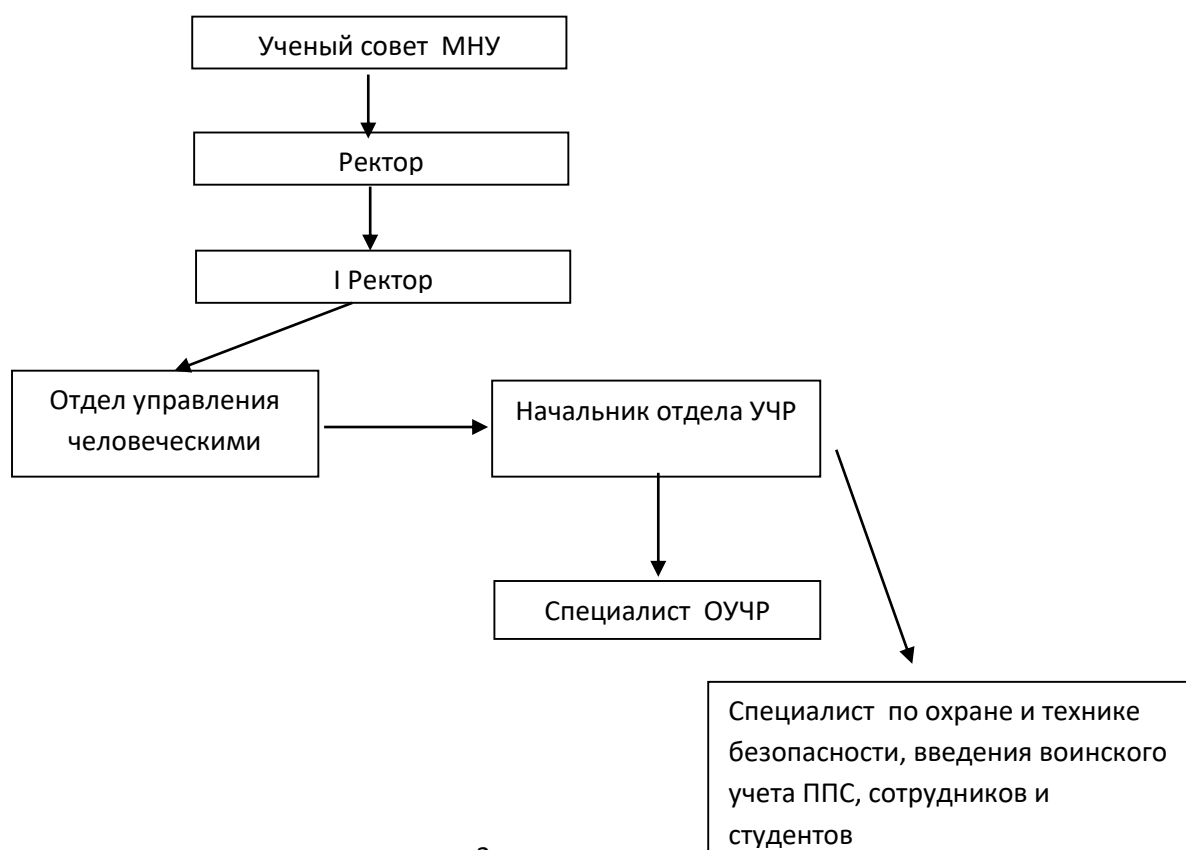 Ученый совет МНУ
Ректор
I Ректор
Отдел управления
человеческими
Начальник отдела УЧР
Специалист ОУЧР
Специалист по охране и технике
безопасности, введения воинского
учета ППС, сотрудников и
студентов